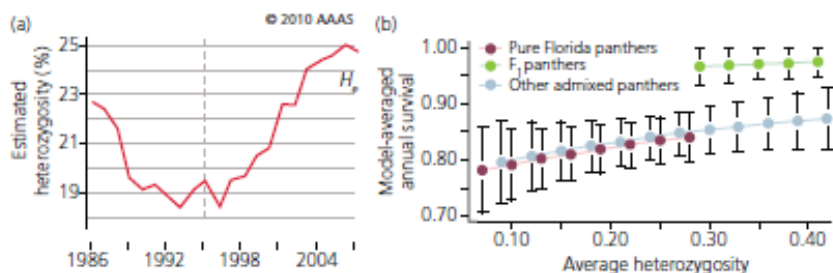 (a)
© 2010 AAAS
Estimated
heterozygosity (%)
25
23
21
19
Hₑ
1986
1992
1998
2004
(b)
Model-averaged
annual survival
1.00
0.90
0.80
0.70
Pure Florida panthers
F₁ panthers
Other admixed panthers
0.10
0.20
0.30
0.40
Average heterozygosity